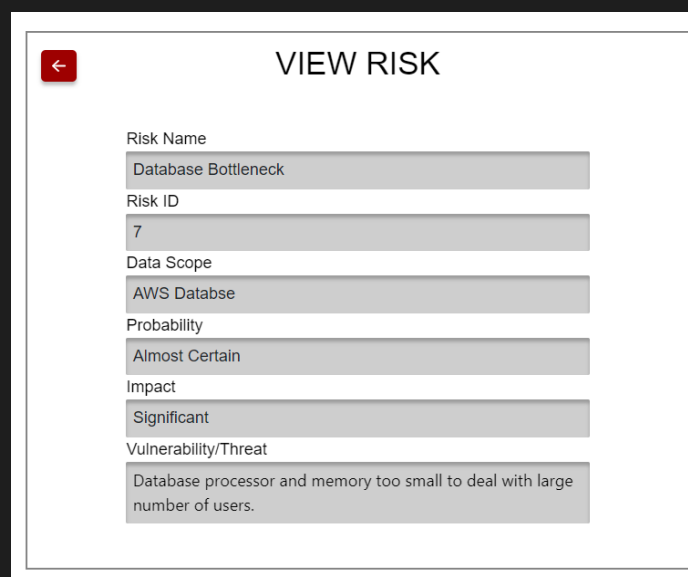 VIEW RISK
Risk Name
Database Bottleneck
Risk ID
7
Data Scope
AWS Databse
Probability
Almost Certain
Impact
Significant
Vulnerability/Threat
Database processor and memory too small to deal with large
number of users.